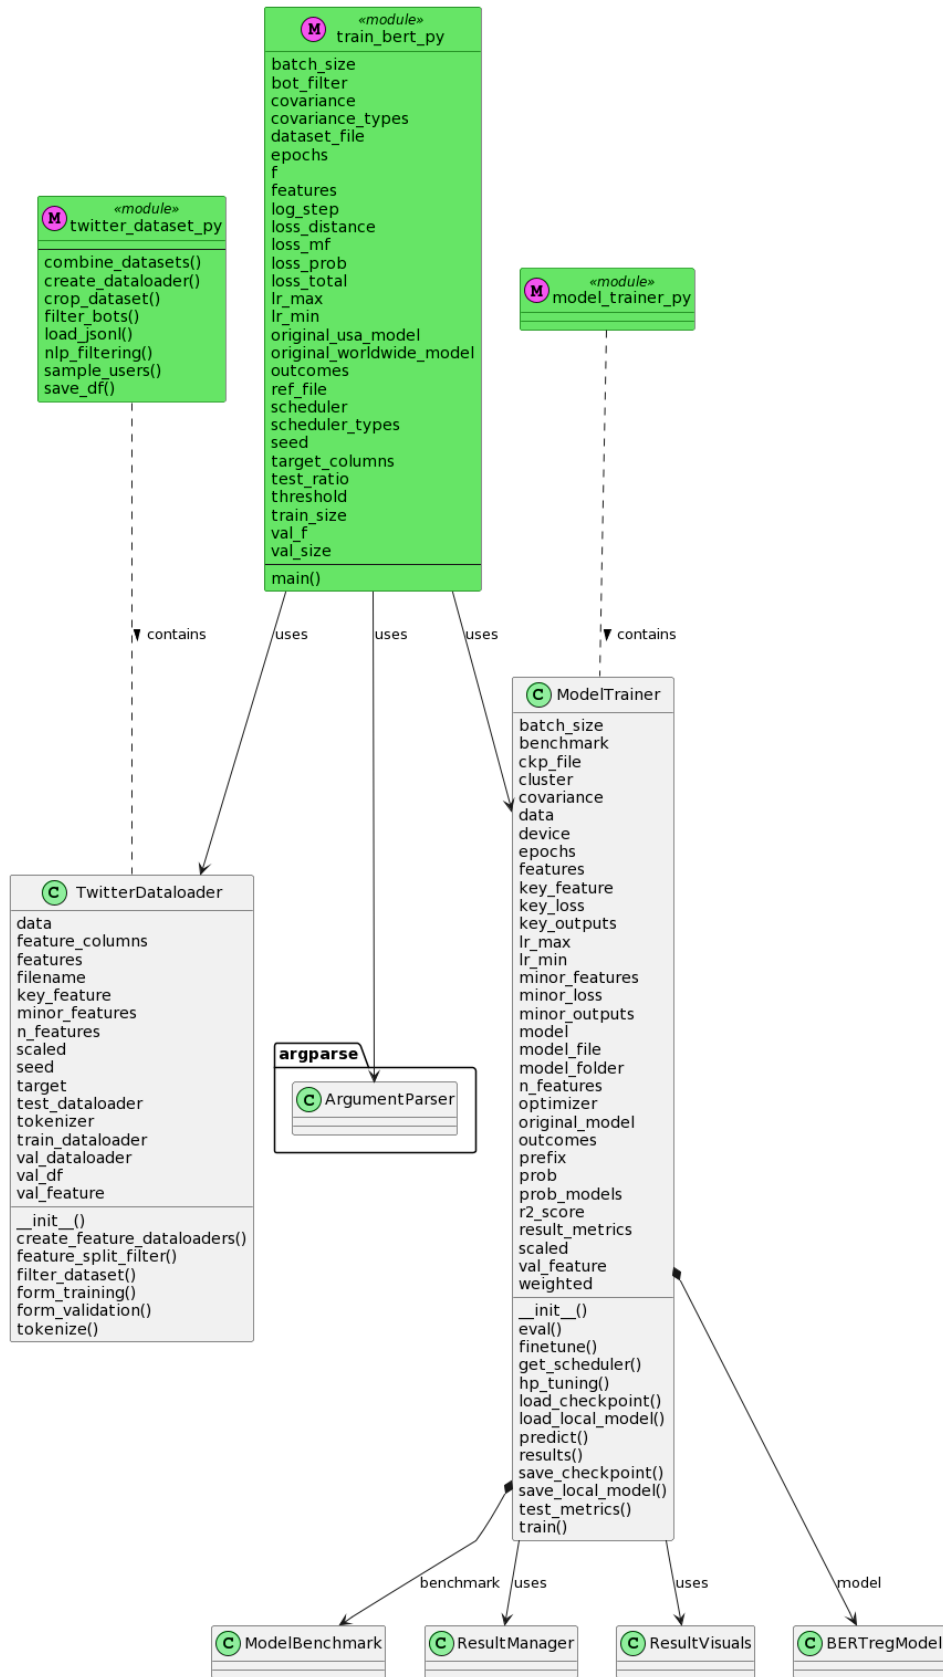 M
«module»
train_bert_py
batch_size
bot_filter
covariance
covariance_types
dataset_file
epochs
f
features
log_step
loss_distance
loss_mf
loss_prob
loss_total
lr_max
lr_min
original_usa_model
original_worldwide_model
outcomes
ref_file
scheduler
scheduler_types
seed
target_columns
test_ratio
threshold
train_size
val_f
val_size
main()
M
«module»
twitter_dataset_py
combine_datasets()
create_dataloader()
crop_dataset()
filter_bots()
load_jsonl()
nlp_filtering()
sample_users()
save_df()
M
«module»
model_trainer_py
contains
uses
uses
uses
contains
C TwitterDataloader
data
feature_columns
features
filename
key_feature
minor_features
n_features
scaled
seed
target
test_dataloader
tokenizer
train_dataloader
val_dataloader
val_df
val_feature
__init__()
create_feature_dataloaders()
feature_split_filter()
filter_dataset()
form_training()
form_validation()
tokenize()
argparse
C ArgumentParser
C ModelTrainer
batch_size
benchmark
ckp_file
cluster
covariance
data
device
epochs
features
key_feature
key_loss
key_outputs
lr_max
lr_min
minor_features
minor_loss
minor_outputs
model
model_file
model_folder
n_features
optimizer
original_model
outcomes
prefix
prob
prob_models
r2_score
result_metrics
scaled
val_feature
weighted
__init__()
eval()
finetune()
get_scheduler()
hp_tuning()
load_checkpoint()
load_local_model()
predict()
results()
save_checkpoint()
save_local_model()
test_metrics()
train()
benchmark
uses
uses
model
C ModelBenchmark
C ResultManager
C ResultVisuals
C BERTregModel